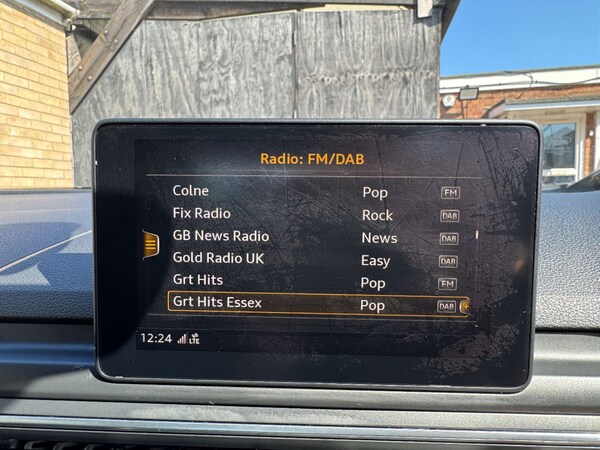 Radio: FM/DAB
Colne Pop FM
Fix Radio Rock DAB
GB News Radio News DAB
Gold Radio UK Easy DAB
Grt Hits Pop FM
Grt Hits Essex Pop DAB
12:24 LTE